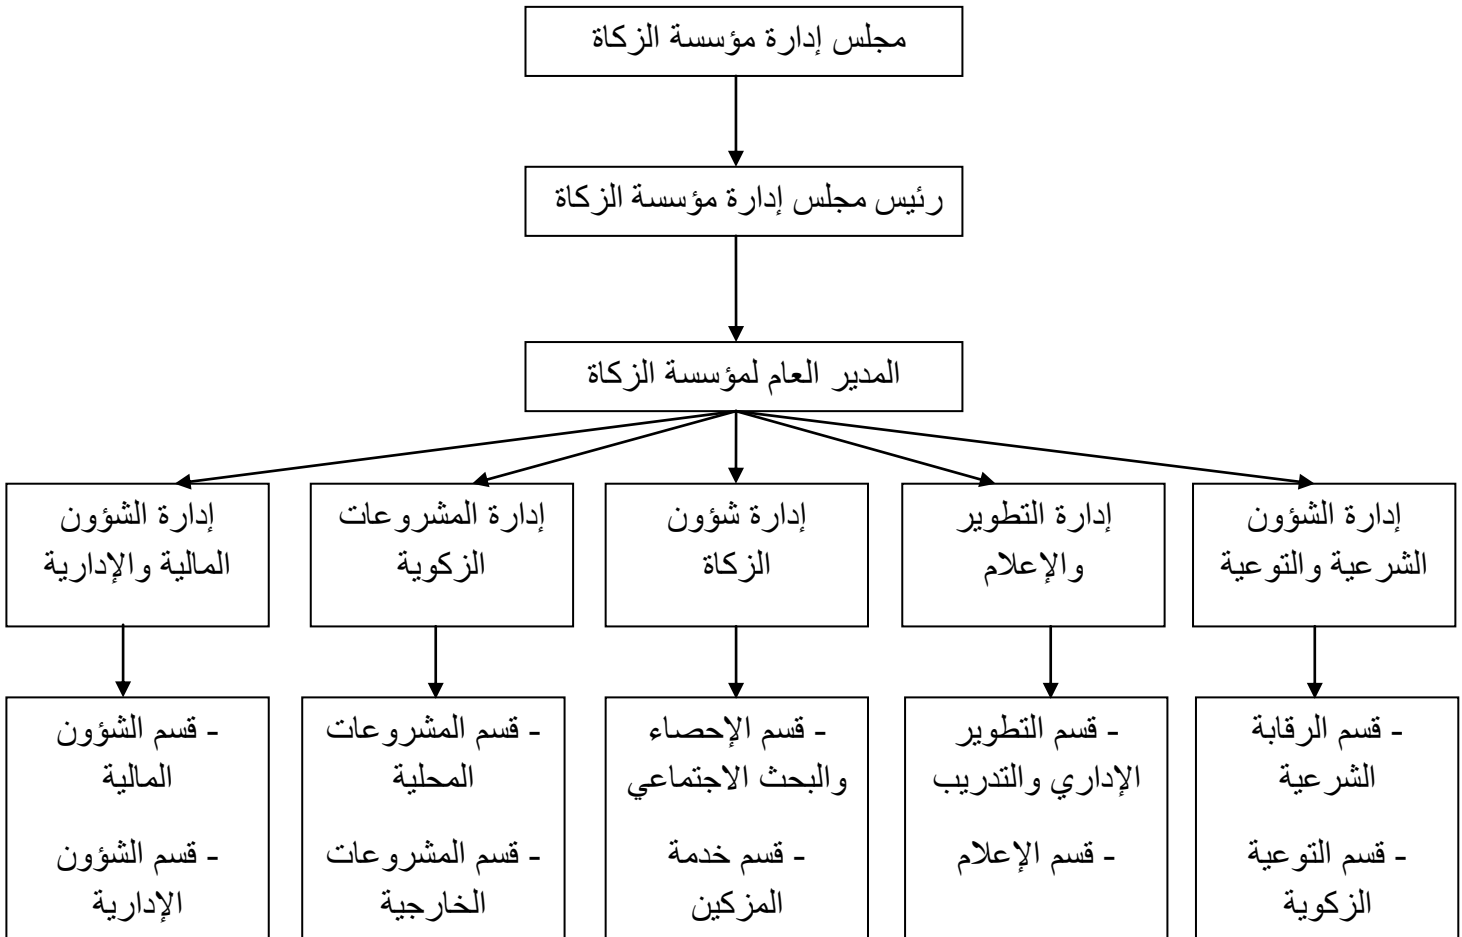 مجلس إدارة مؤسسة الزكاة
رئيس مجلس إدارة مؤسسة الزكاة
المدير العام لمؤسسة الزكاة
إدارة الشؤون
الشرعية والتوعية
إدارة التطوير
والإعلام
إدارة شؤون
الزكاة
إدارة المشروعات
الزكوية
إدارة الشؤون
المالية والإدارية
- قسم الرقابة
الشرعية
- قسم التوعية
الزكوية
- قسم التطوير
الإداري والتدريب
- قسم الإعلام
- قسم الإحصاء
والبحث الاجتماعي
- قسم خدمة
المزكين
- قسم المشروعات
المحلية
- قسم المشروعات
الخارجية
- قسم الشؤون
المالية
- قسم الشؤون
الإدارية